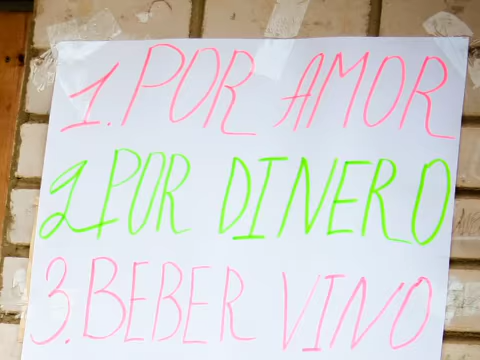 1. POR AMOR
2. POR DINERO
3. BEBER VINO